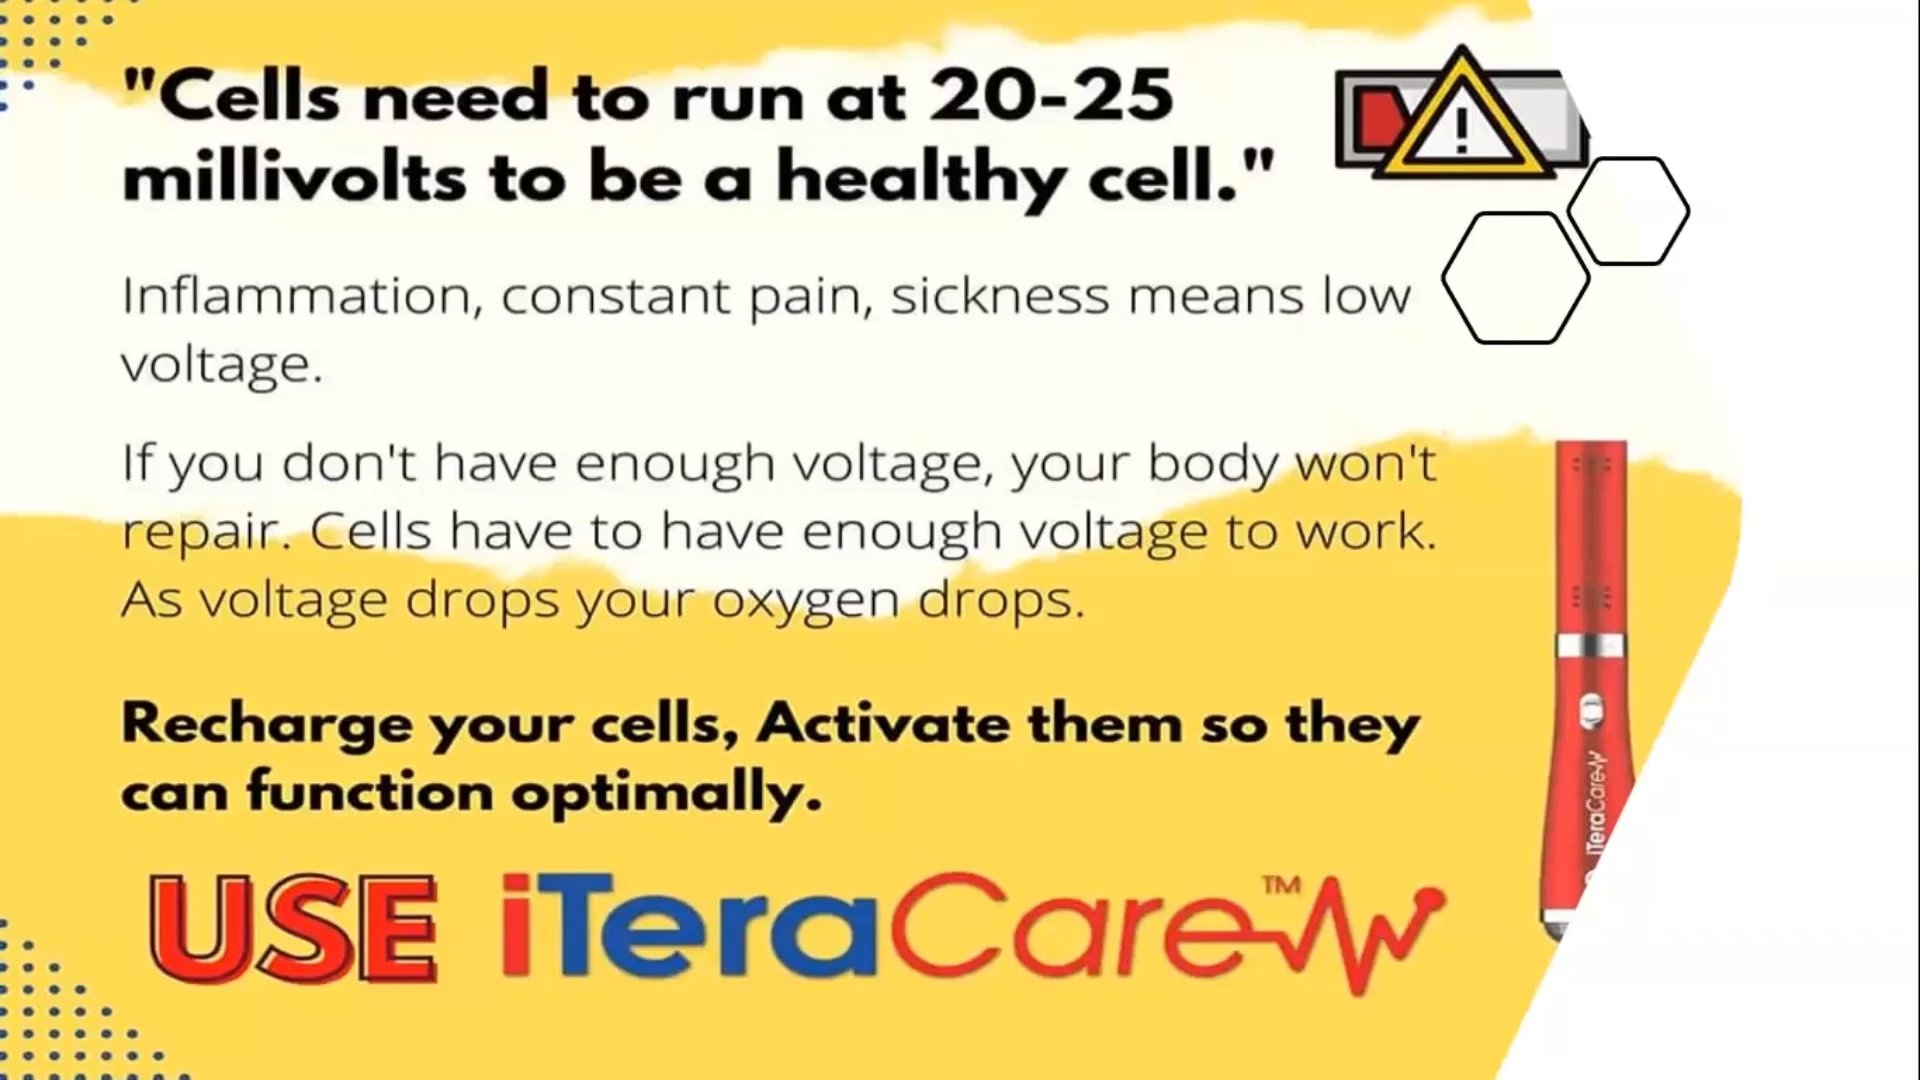 "Cells need to run at 20-25
millivolts to be a healthy cell."
Inflammation, constant pain, sickness means low
voltage.
If you don't have enough voltage, your body won't
repair. Cells have to have enough voltage to work.
As voltage drops your oxygen drops.
Recharge your cells, Activate them so they
can function optimally.
USE iTeraCare™
iTeraCare